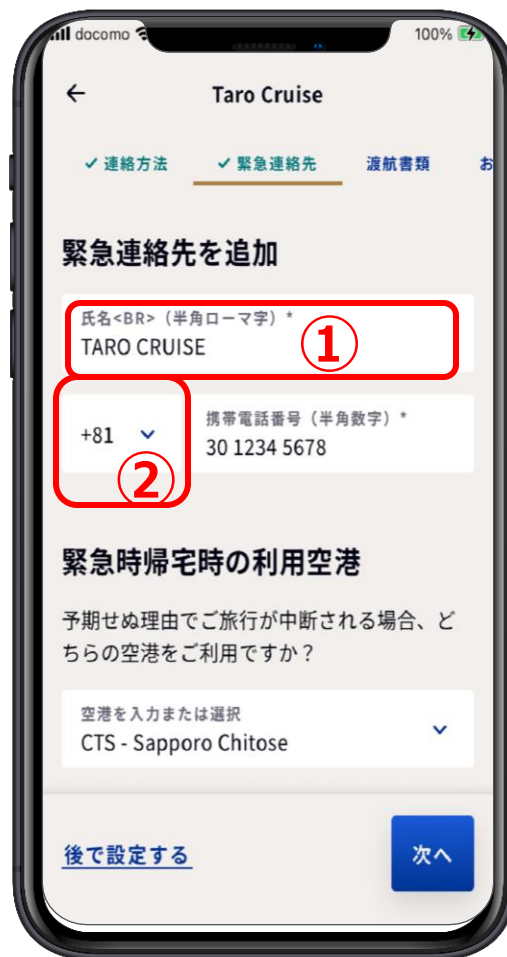 docomo 100%
← Taro Cruise
✓ 連絡方法 ✓ 緊急連絡先 渡航書類 お
緊急連絡先を追加
氏名<BR>（半角ローマ字）*
TARO CRUISE
①
携帯電話番号（半角数字）*
+81 30 1234 5678
②
緊急時帰宅時の利用空港
予期せぬ理由でご旅行が中断される場合、ど
ちらの空港をご利用ですか？
空港を入力または選択
CTS - Sapporo Chitose
後で設定する 次へ